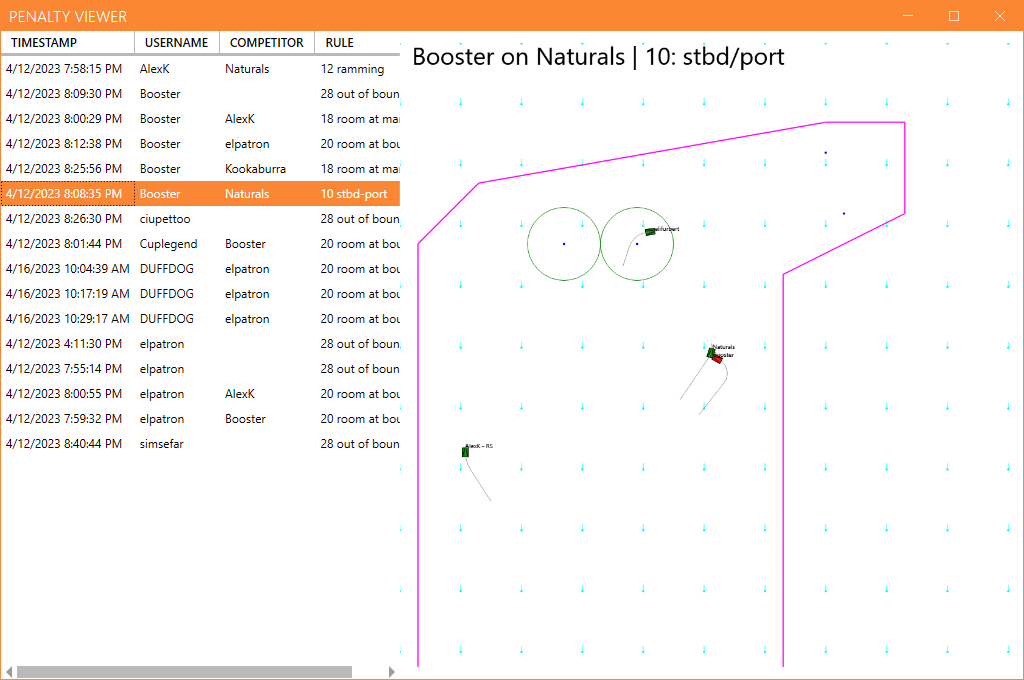 PENALTY VIEWER
TIMESTAMP USERNAME COMPETITOR RULE
4/12/2023 7:58:15 PM AlexK Naturals 12 ramming
4/12/2023 8:09:30 PM Booster 28 out of boun
4/12/2023 8:00:29 PM Booster AlexK 18 room at mar
4/12/2023 8:12:38 PM Booster elpatron 20 room at bou
4/12/2023 8:25:56 PM Booster Kookaburra 18 room at mar
4/12/2023 8:08:35 PM Booster Naturals 10 stbd-port
4/12/2023 8:26:30 PM ciupettoo 28 out of boun
4/12/2023 8:01:44 PM Cuplegend Booster 20 room at bou
4/16/2023 10:04:39 AM DUFFDOG elpatron 20 room at bou
4/16/2023 10:17:19 AM DUFFDOG elpatron 20 room at bou
4/16/2023 10:29:17 AM DUFFDOG elpatron 20 room at bou
4/12/2023 4:11:30 PM elpatron 28 out of boun
4/12/2023 7:55:14 PM elpatron 28 out of boun
4/12/2023 8:00:55 PM elpatron AlexK 20 room at bou
4/12/2023 7:59:32 PM elpatron Booster 20 room at bou
4/12/2023 8:40:44 PM simsefar 28 out of boun
Booster on Naturals | 10: stbd/port
Naturals
Booster
AlexK - RS